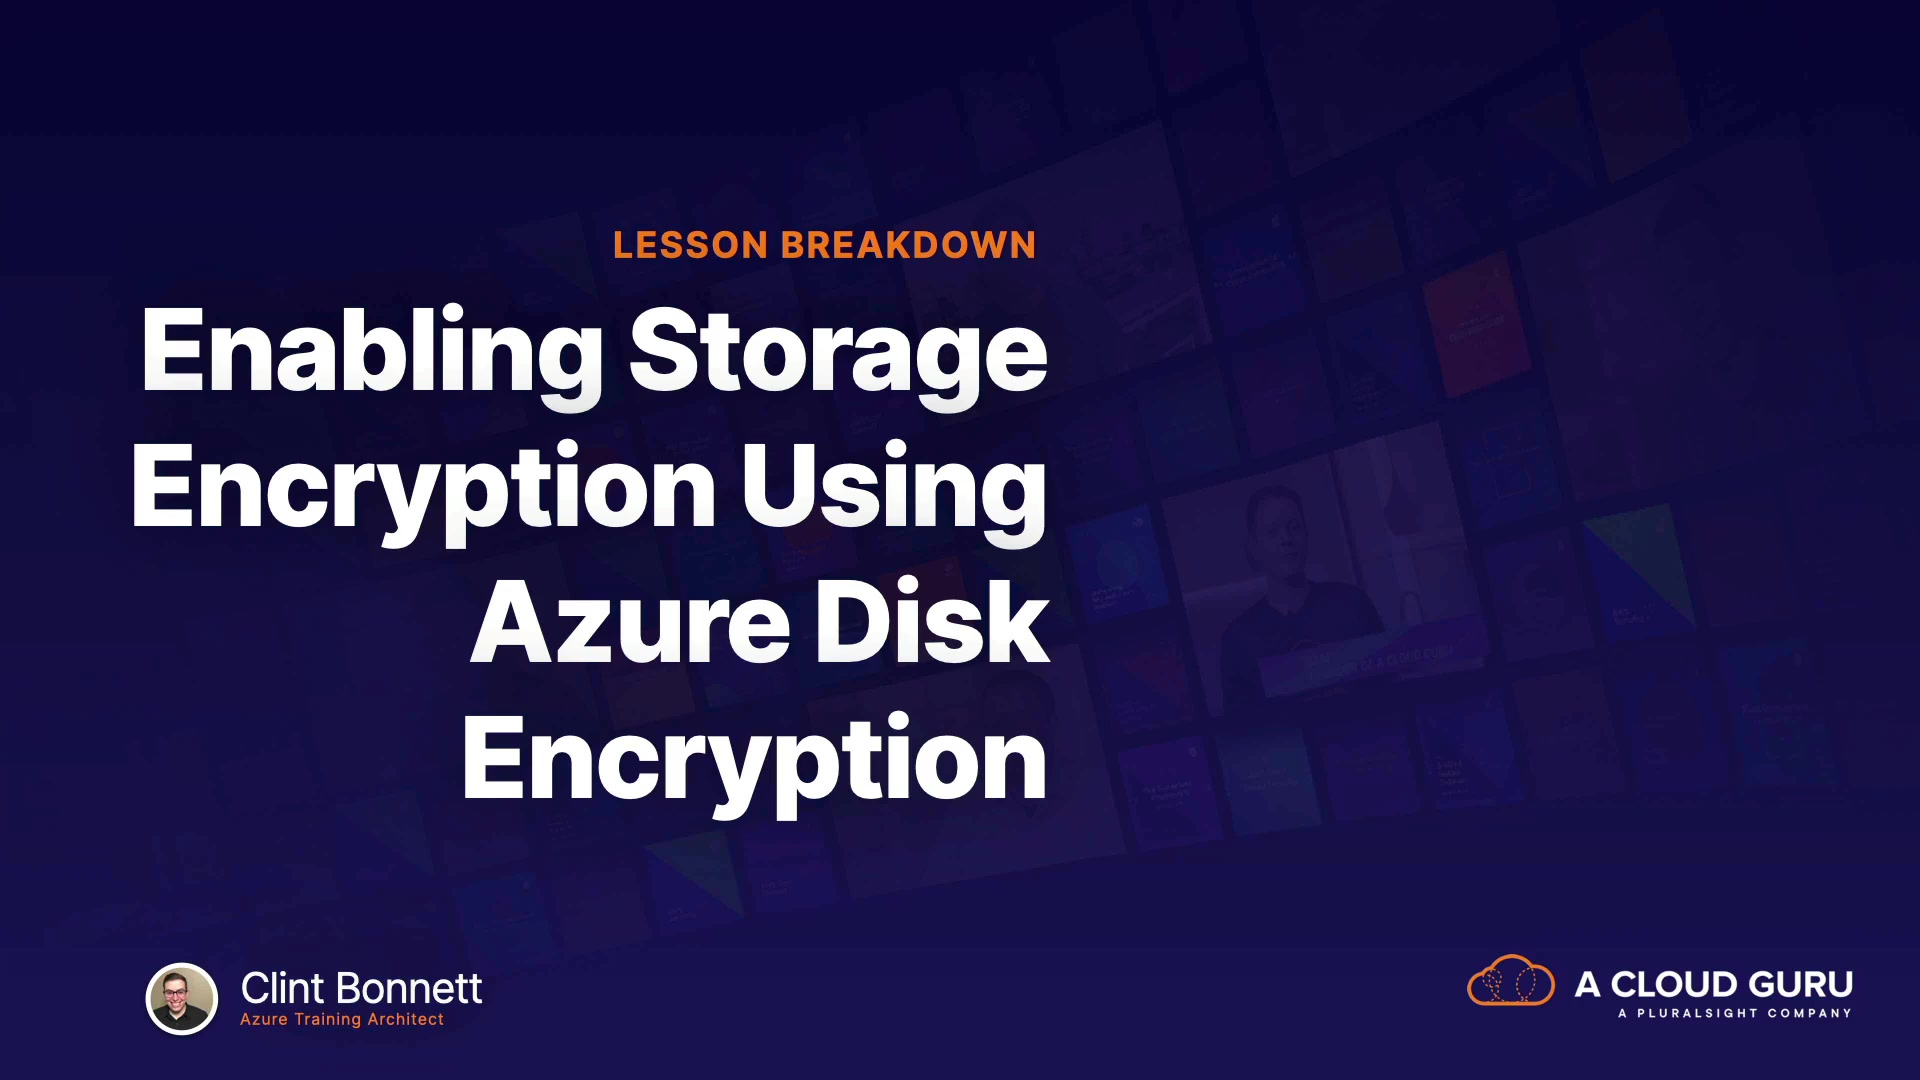 LESSON BREAKDOWN
Enabling Storage
Encryption Using
Azure Disk
Encryption
Clint Bonnett
Azure Training Architect
A CLOUD GURU
A PLURALSIGHT COMPANY